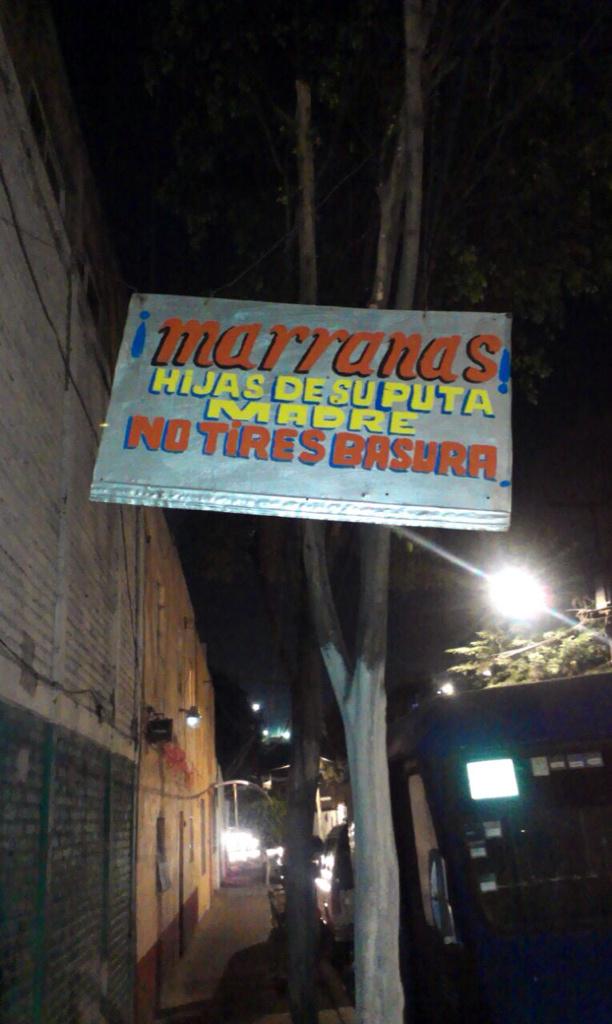 ¡marranas!
HiJAS DE SU PUTA
MADRE
NO TiRES BASURA